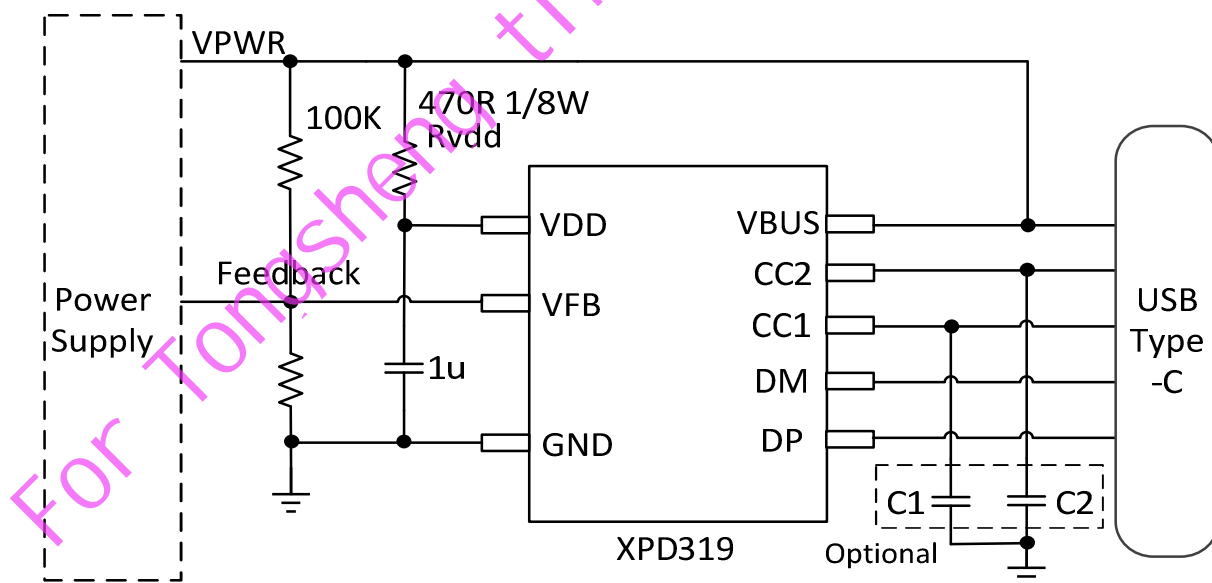 VPWR
100K
470R 1/8W
Rvdd
VDD
VBUS
Feedback
CC2
Power
Supply
VFB
CC1
USB
Type
-C
1u
DM
GND
DP
C1
C2
XPD319
Optional
For Tongsheng